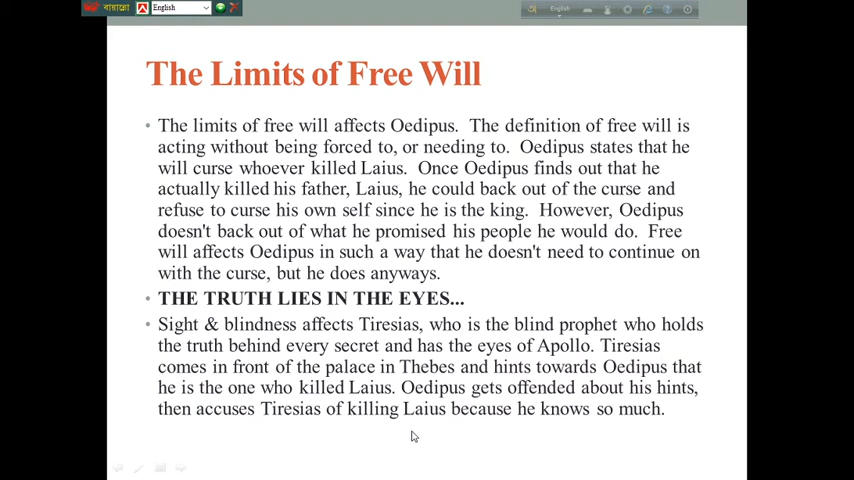 বায়ান্নো English
English
The Limits of Free Will
• The limits of free will affects Oedipus. The definition of free will is
acting without being forced to, or needing to. Oedipus states that he
will curse whoever killed Laius. Once Oedipus finds out that he
actually killed his father, Laius, he could back out of the curse and
refuse to curse his own self since he is the king. However, Oedipus
doesn't back out of what he promised his people he would do. Free
will affects Oedipus in such a way that he doesn't need to continue on
with the curse, but he does anyways.
• THE TRUTH LIES IN THE EYES...
• Sight & blindness affects Tiresias, who is the blind prophet who holds
the truth behind every secret and has the eyes of Apollo. Tiresias
comes in front of the palace in Thebes and hints towards Oedipus that
he is the one who killed Laius. Oedipus gets offended about his hints,
then accuses Tiresias of killing Laius because he knows so much.